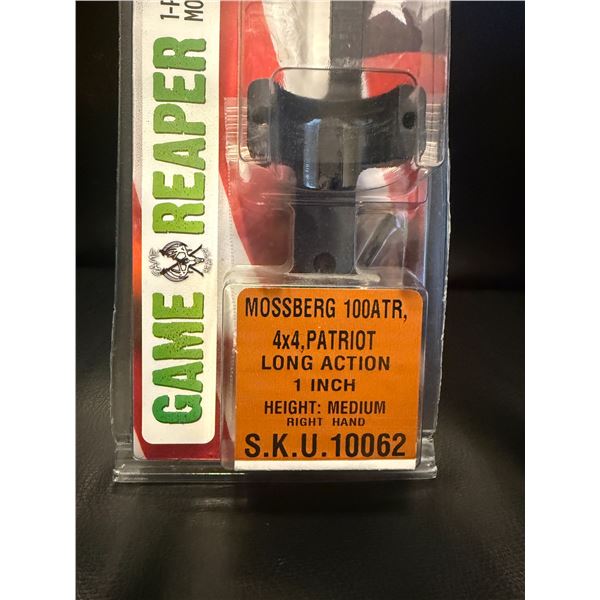 GAME REAPER
MOSSBERG 100ATR,
4x4,PATRIOT
LONG ACTION
1 INCH
HEIGHT: MEDIUM
RIGHT HAND
S.K.U.10062